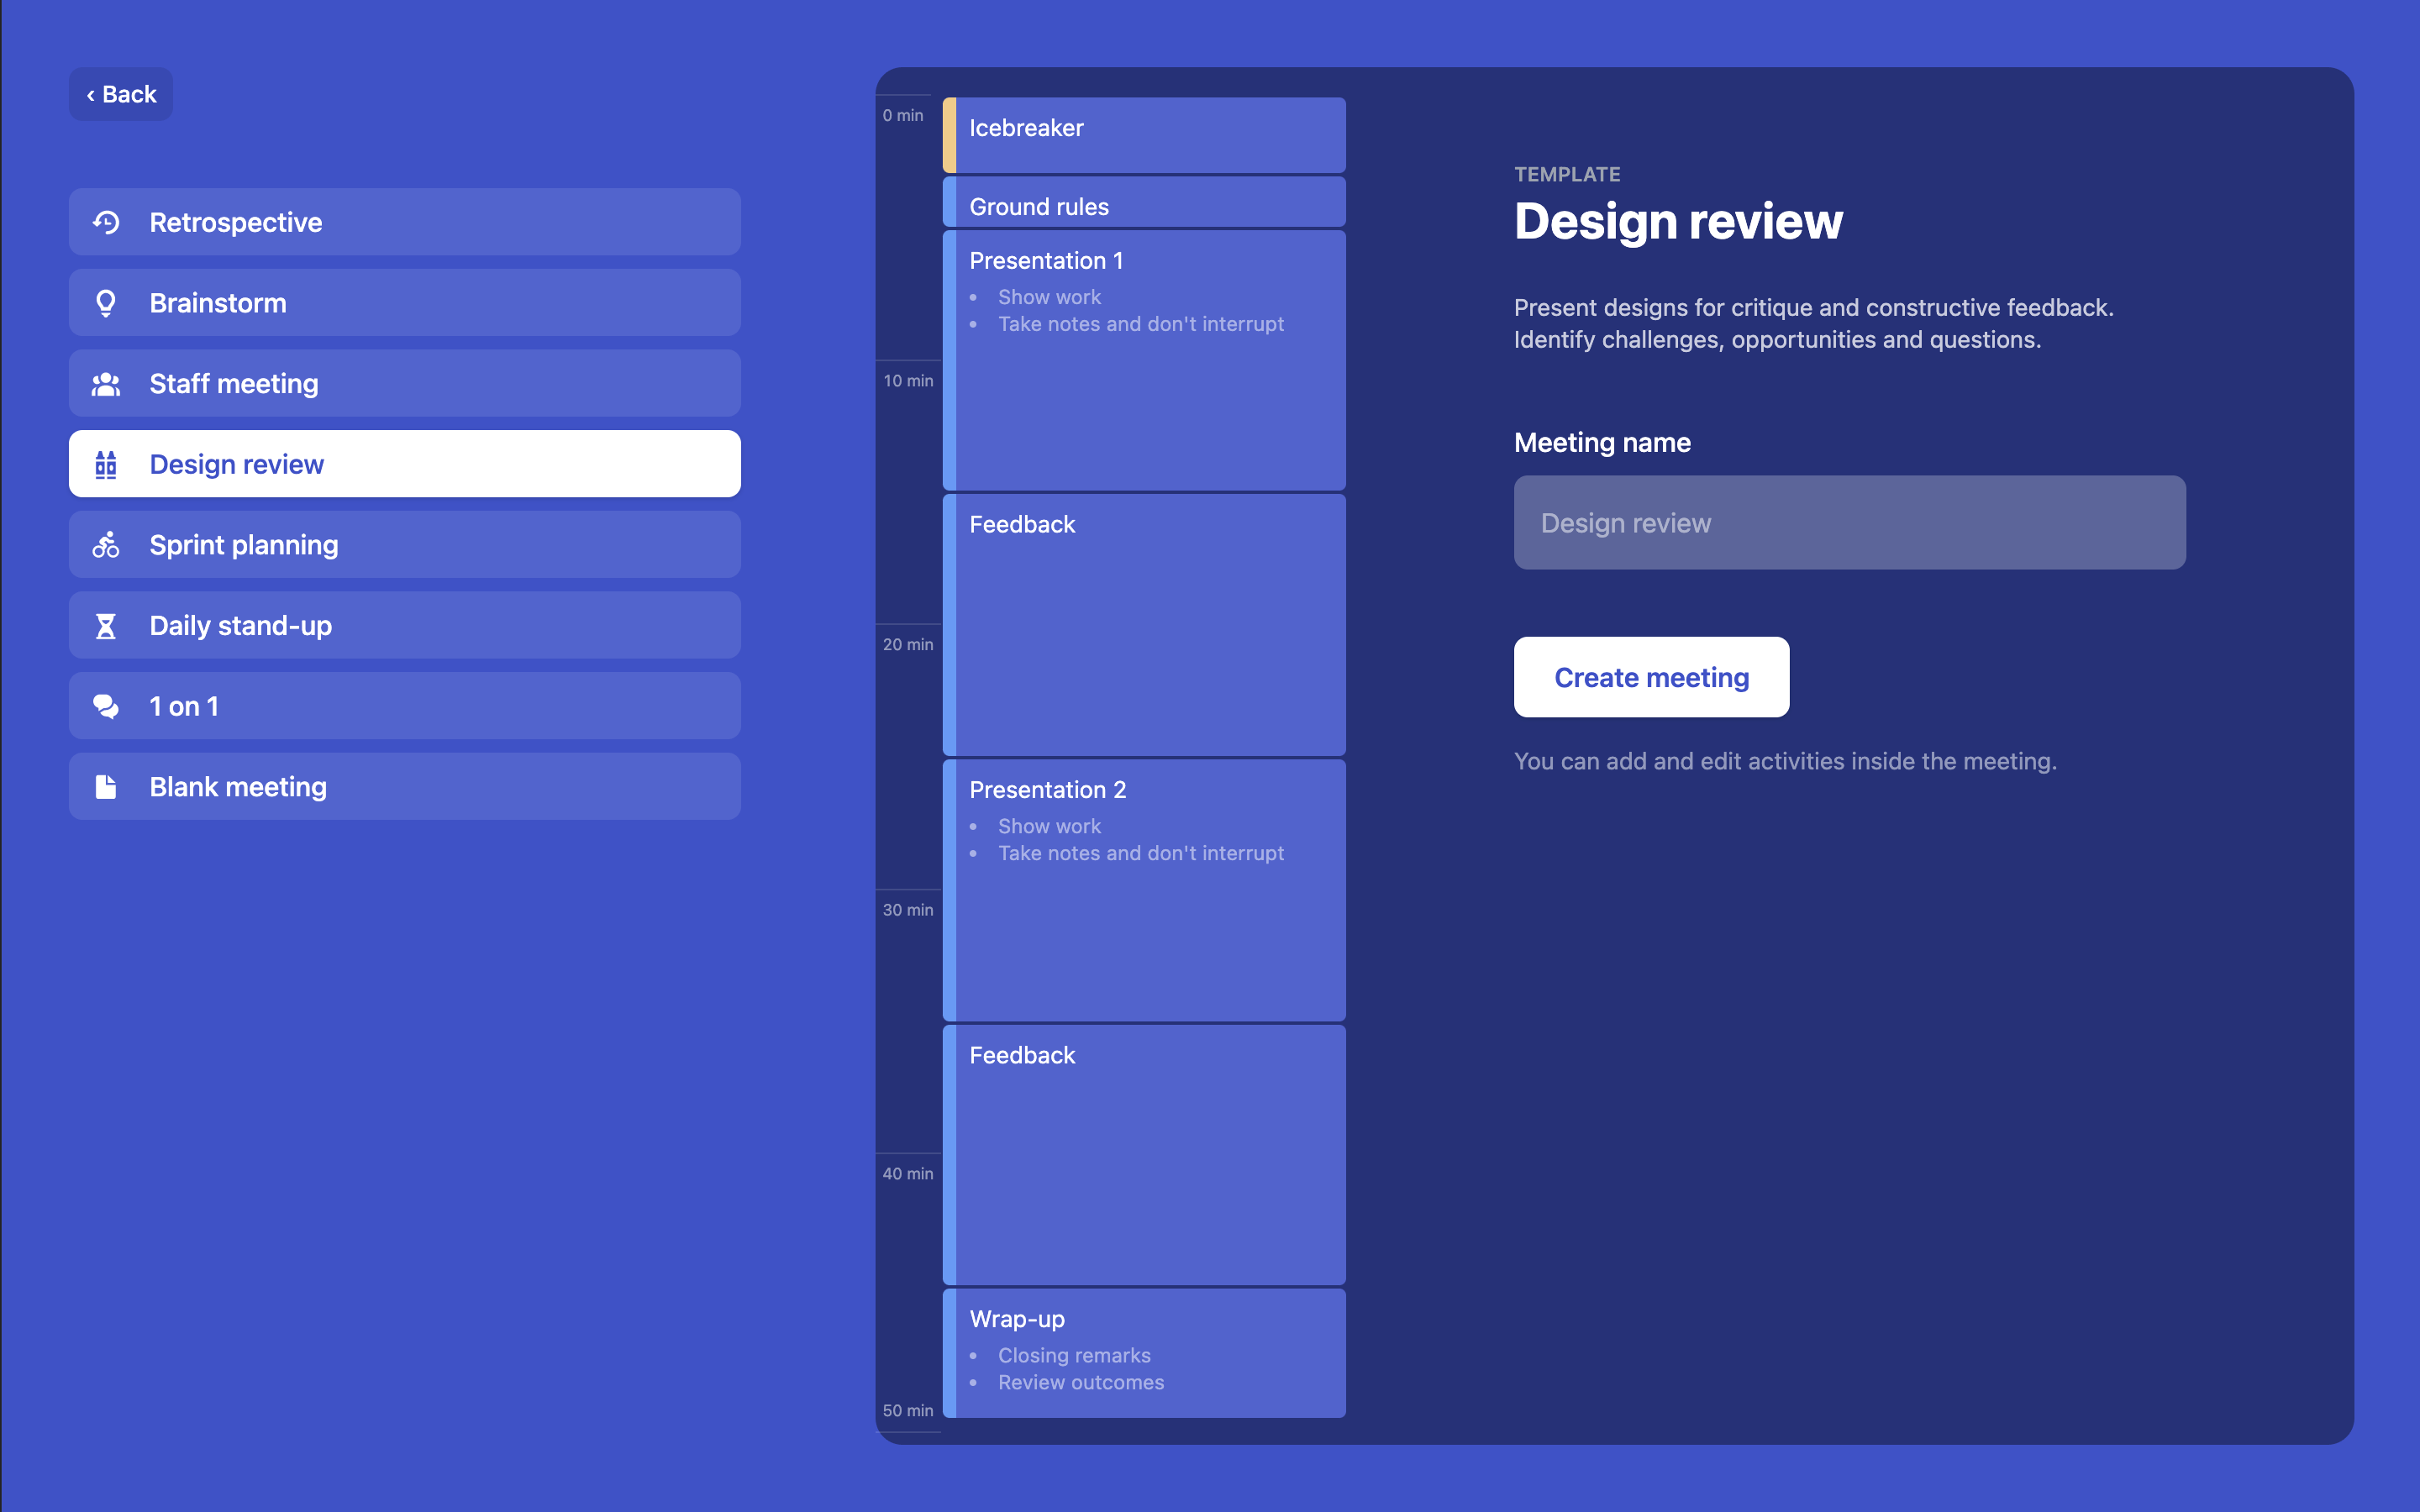 ‹ Back
Retrospective
Brainstorm
Staff meeting
Design review
Sprint planning
Daily stand-up
1 on 1
Blank meeting
0 min
10 min
20 min
30 min
40 min
50 min
Icebreaker
Ground rules
Presentation 1
• Show work
• Take notes and don't interrupt
Feedback
Presentation 2
• Show work
• Take notes and don't interrupt
Feedback
Wrap-up
• Closing remarks
• Review outcomes
TEMPLATE
Design review
Present designs for critique and constructive feedback.
Identify challenges, opportunities and questions.
Meeting name
Design review
Create meeting
You can add and edit activities inside the meeting.